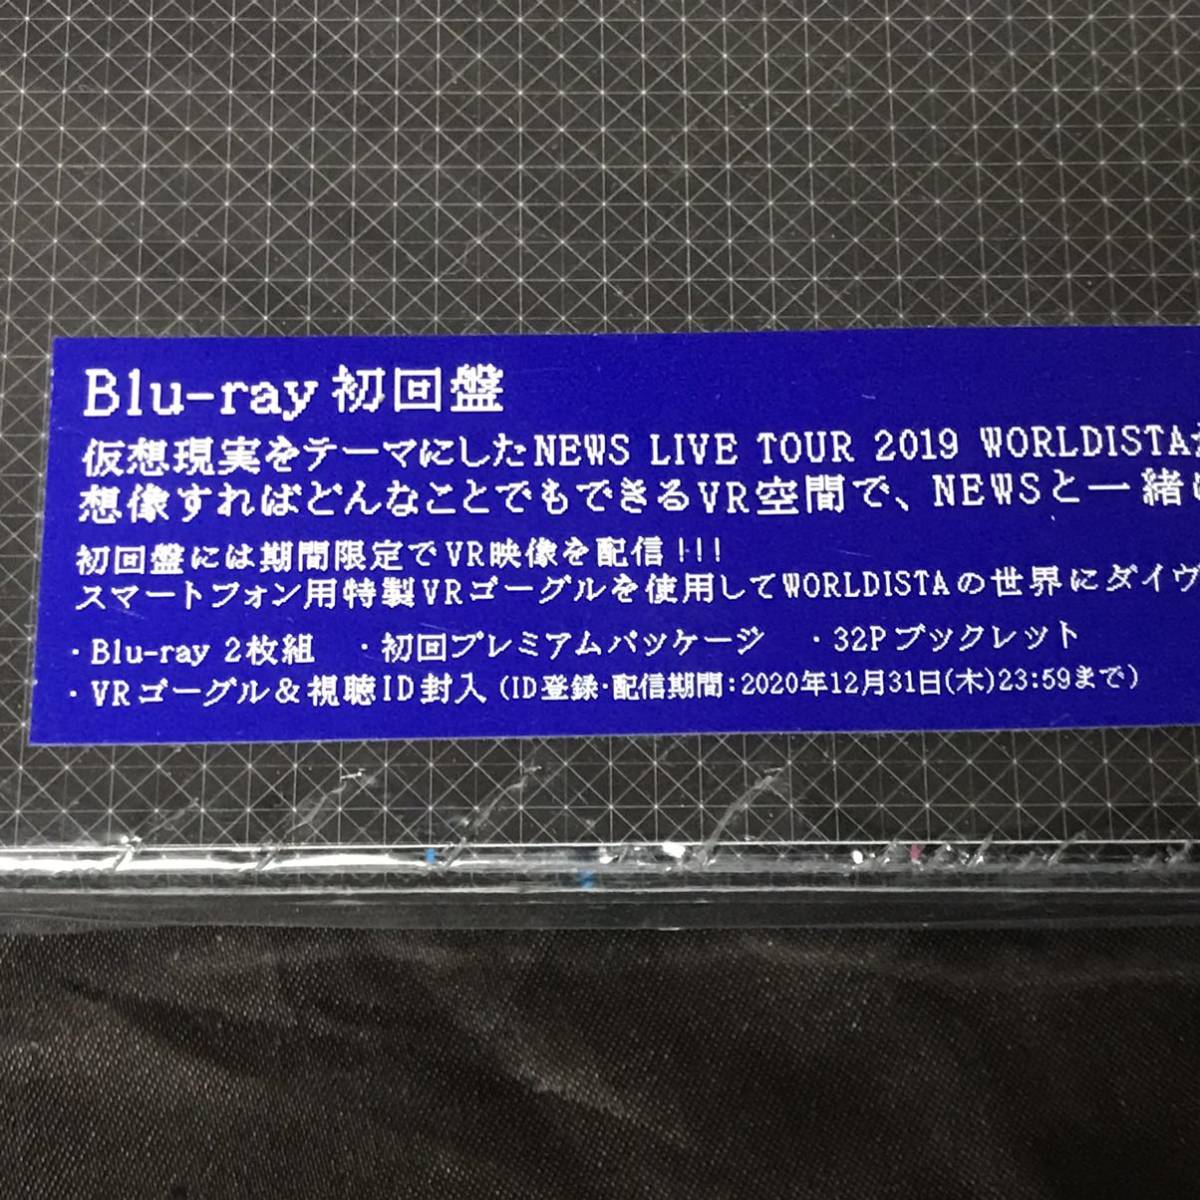 Blu-ray 初回盤
仮想現実をテーマにしたNEWS LIVE TOUR 2019 WORLDISTA
想像すればどんなことでもできるVR空間で、NEWSと一緒に
初回盤には期間限定でVR映像を配信!!!
スマートフォン用特製VRゴーグルを使用してWORLDISTAの世界にダイヴ
・Blu-ray 2枚組 ・初回プレミアムパッケージ ・32Pブックレット
・VRゴーグル&視聴ID封入 (ID登録・配信期間:2020年12月31日(木)23:59まで)